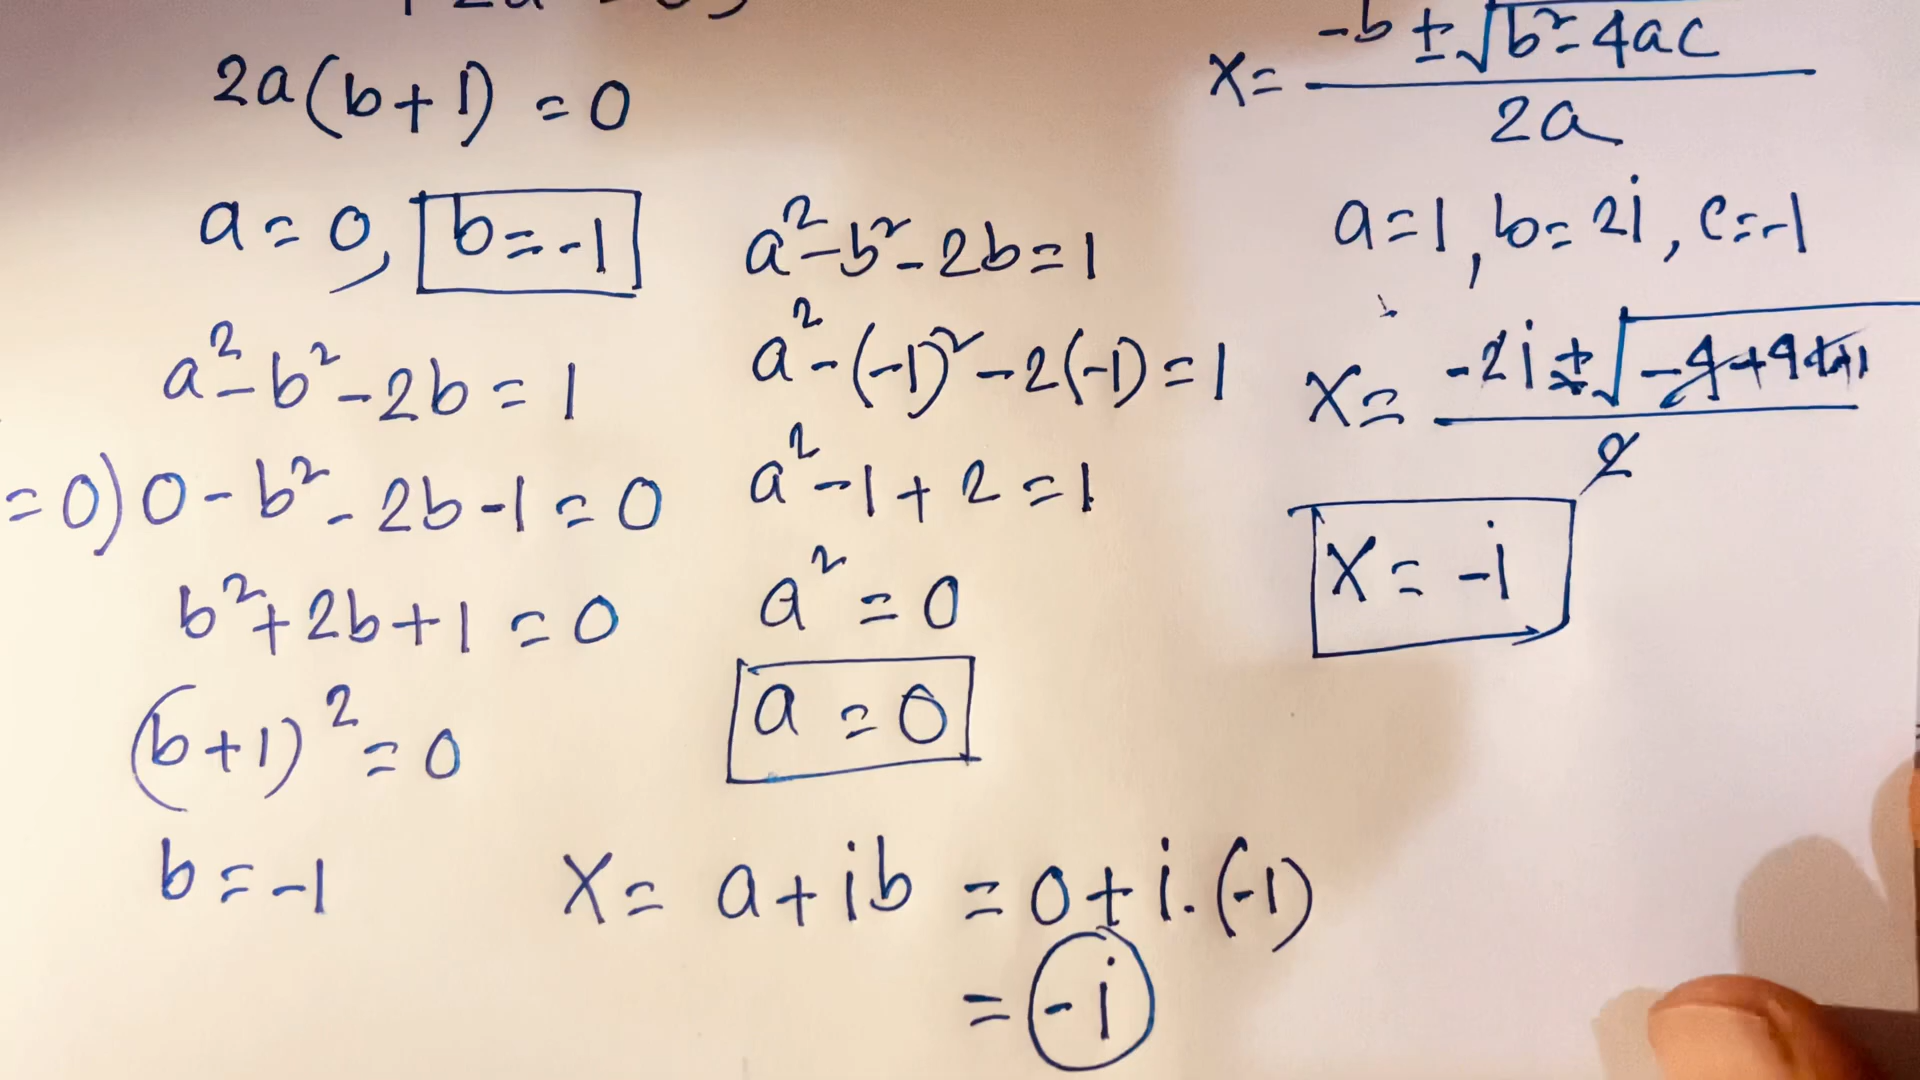 2a(b+1) = 0
a = 0, b = -1
a² - b² - 2b = 1
= 0) 0 - b² - 2b - 1 = 0
b² + 2b + 1 = 0
(b+1)² = 0
b = -1
a² - b² - 2b = 1
a² - (-1)² - 2(-1) = 1
a² - 1 + 2 = 1
a² = 0
a = 0
x = a + ib = 0 + i.(-1)
= -i
x = -b ± √b² - 4ac / 2a
a = 1, b = 2i, c = -1
x = -2i ± √-4+4 / 2
x = -i